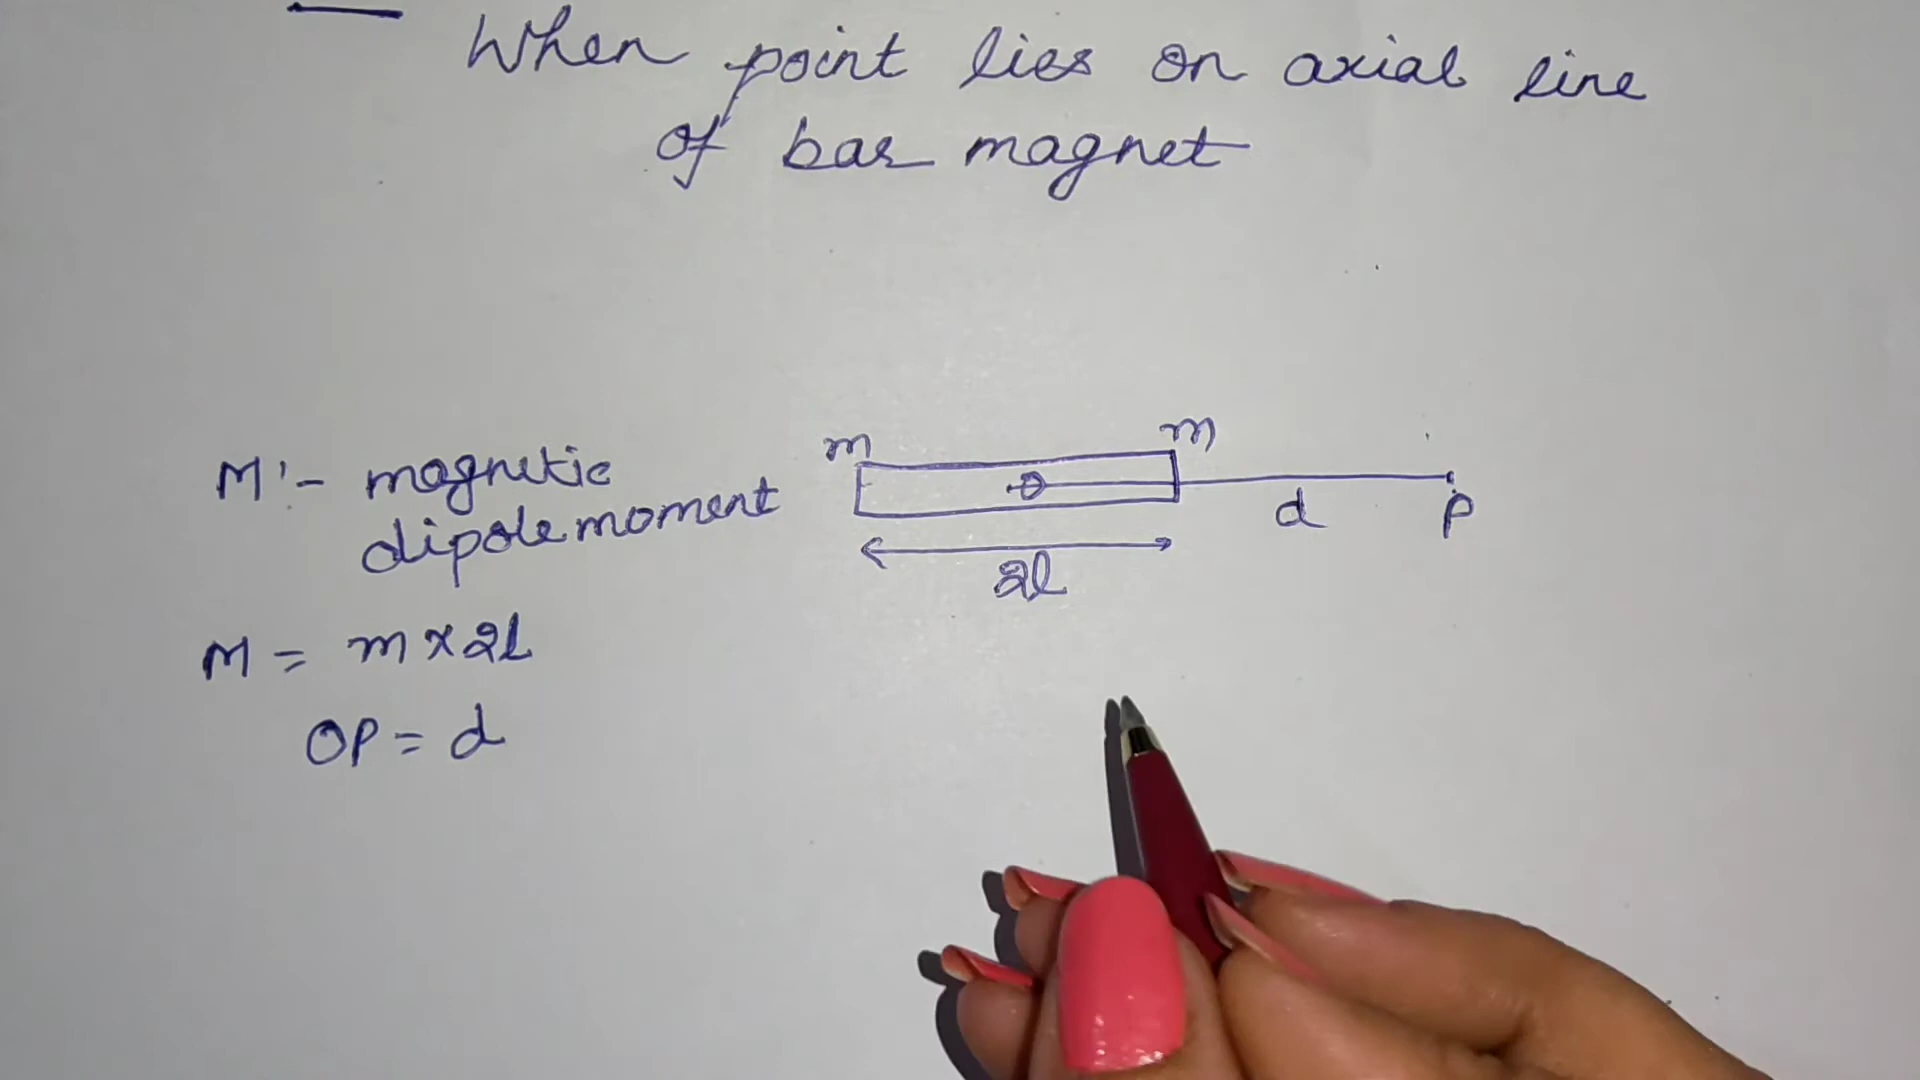 When point lies on axial line
of bar magnet
M :- magnetic
dipole moment
M = m × 2l
OP = d
m
m
O
d
P
2l